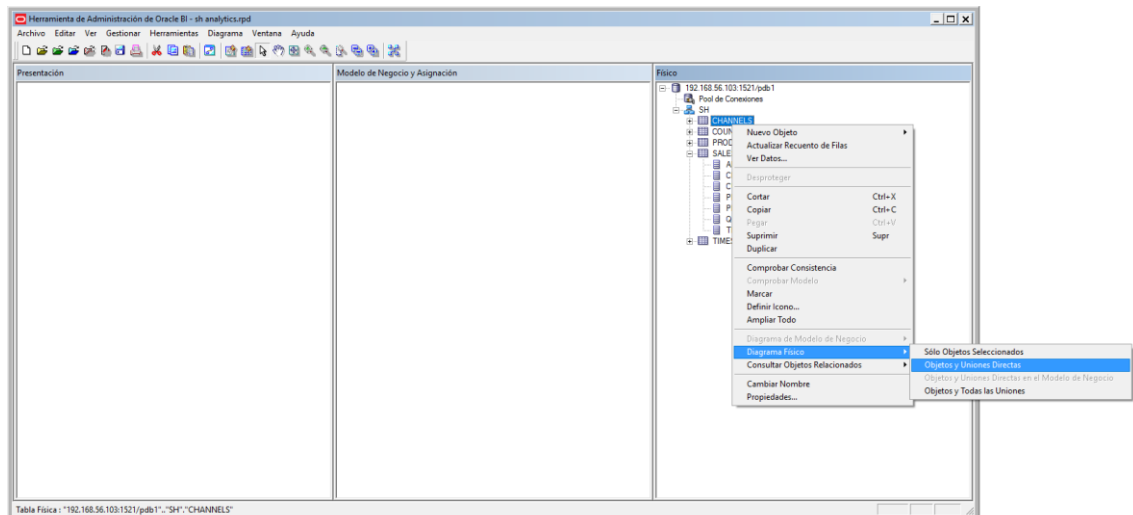 Herramienta de Administración de Oracle BI - sh analytics.rpd
Archivo Editar Ver Gestionar Herramientas Diagrama Ventana Ayuda
Presentación
Modelo de Negocio y Asignación
Físico
192.168.56.103:1521/pdb1
Pool de Conexiones
SH
CHANNELS
COUN
PROD
SALE
A
C
C
P
P
Q
T
TIMES
Nuevo Objeto
Actualizar Recuento de Filas
Ver Datos...
Desproteger
Cortar Ctrl+X
Copiar Ctrl+C
Pegar Ctrl+V
Suprimir Supr
Duplicar
Comprobar Consistencia
Comprobar Modelo
Marcar
Definir Icono...
Ampliar Todo
Diagrama de Modelo de Negocio
Diagrama Físico
Consultar Objetos Relacionados
Cambiar Nombre
Propiedades...
Sólo Objetos Seleccionados
Objetos y Uniones Directas
Objetos y Uniones Directas en el Modelo de Negocio
Objetos y Todas las Uniones
Tabla Física : "192.168.56.103:1521/pdb1".."SH"."CHANNELS"